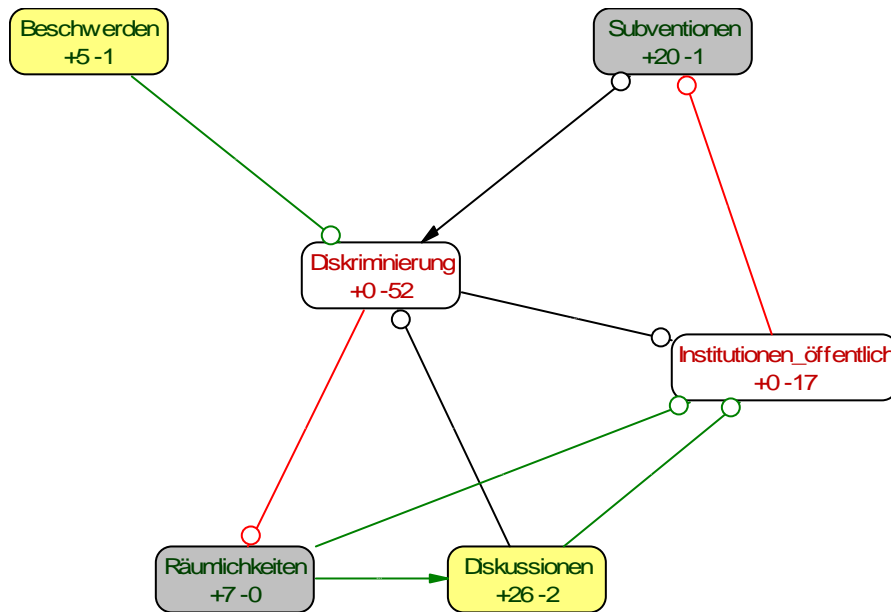 Beschwerden
+5 -1
Subventionen
+20 -1
Diskriminierung
+0 -52
Institutionen_öffentlich
+0 -17
Räumlichkeiten
+7 -0
Diskussionen
+26 -2